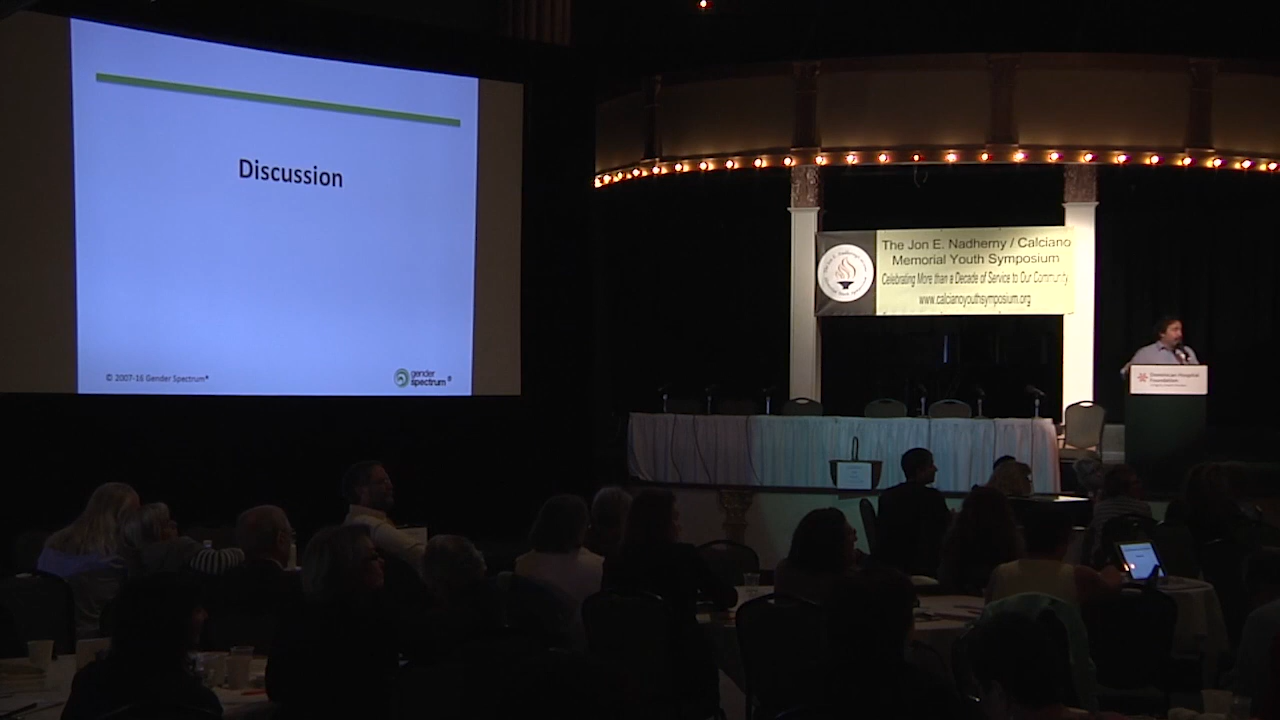 Discussion
© 2007-16 Gender Spectrum®
gender
spectrum®
The Jon E. Nadherny / Calciano
Memorial Youth Symposium
Celebrating More than a Decade of Service to Our Community
www.calcianoyouthsymposium.org
Dominican Hospital
Foundation